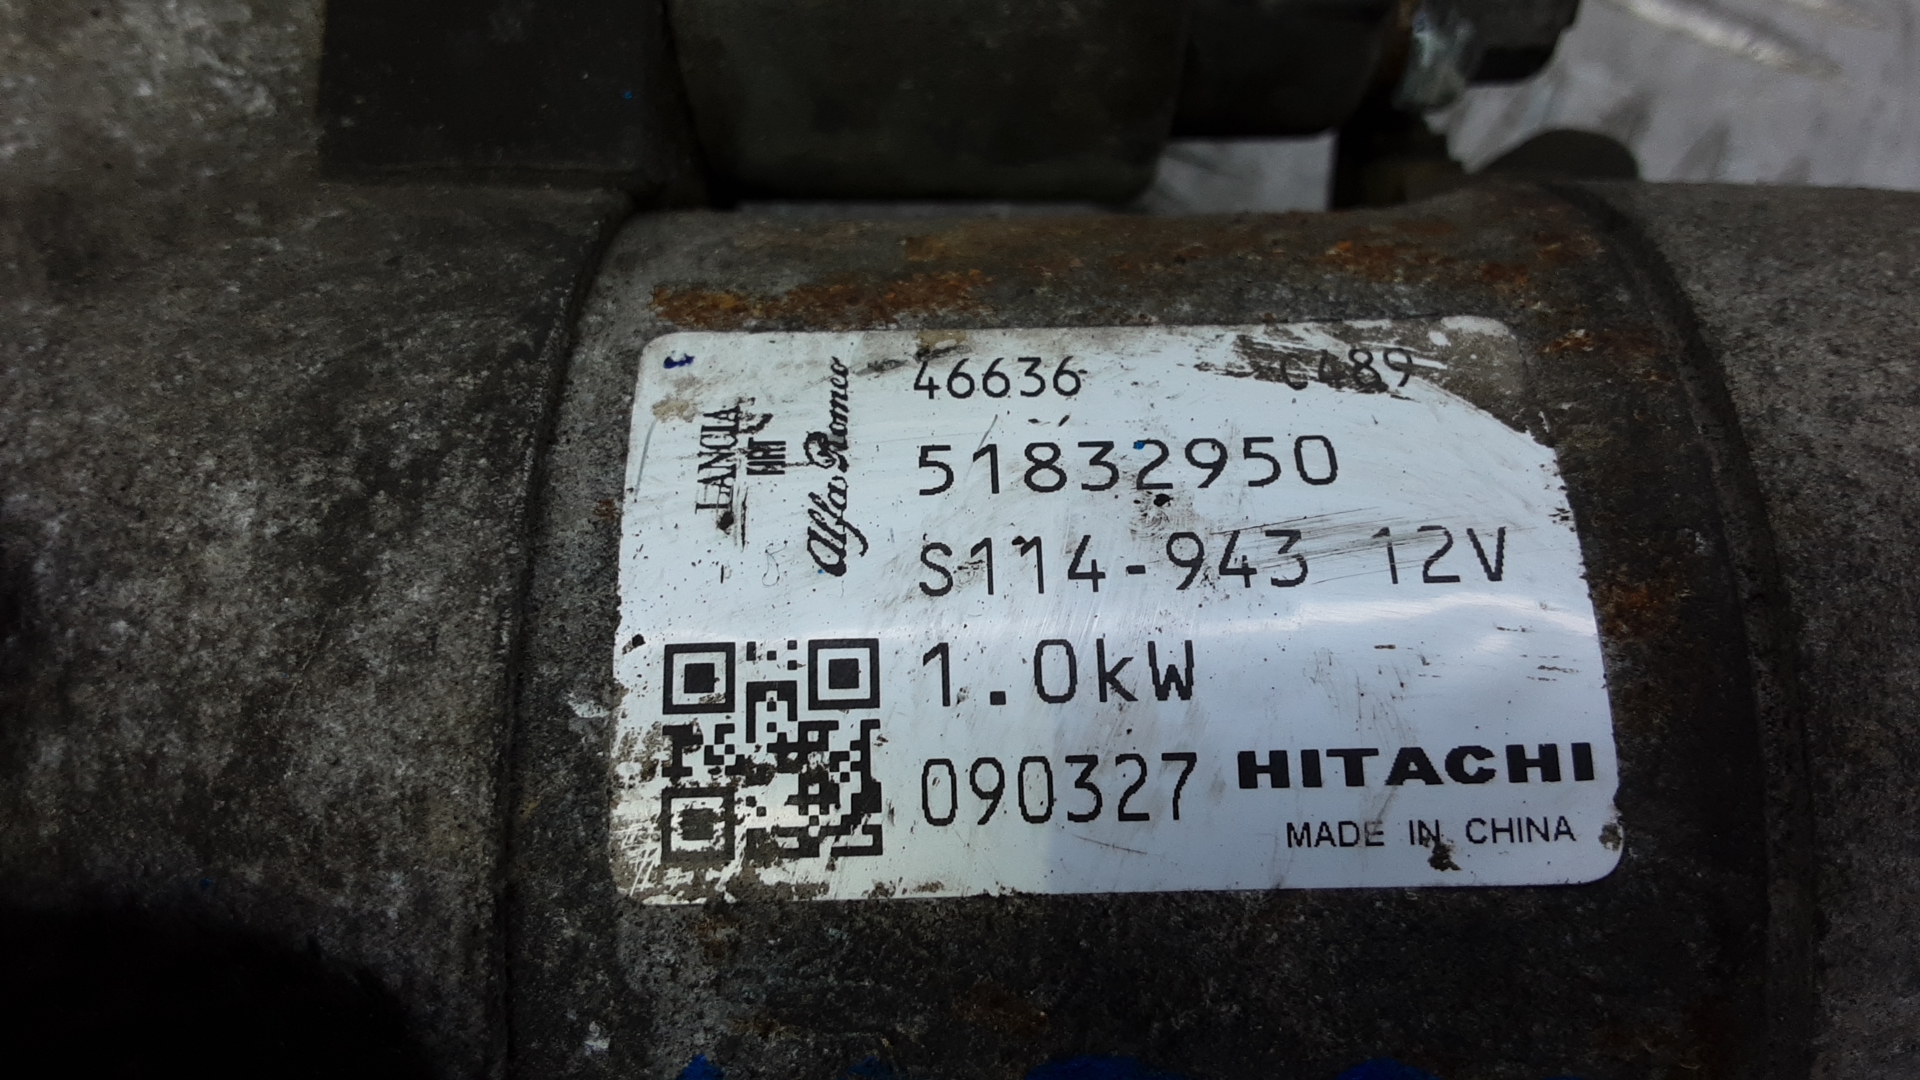 46636 C489
51832950
S114-943 12V
1.0kW
090327 HITACHI
MADE IN CHINA
LANCIA
FIAT
Alfa Romeo